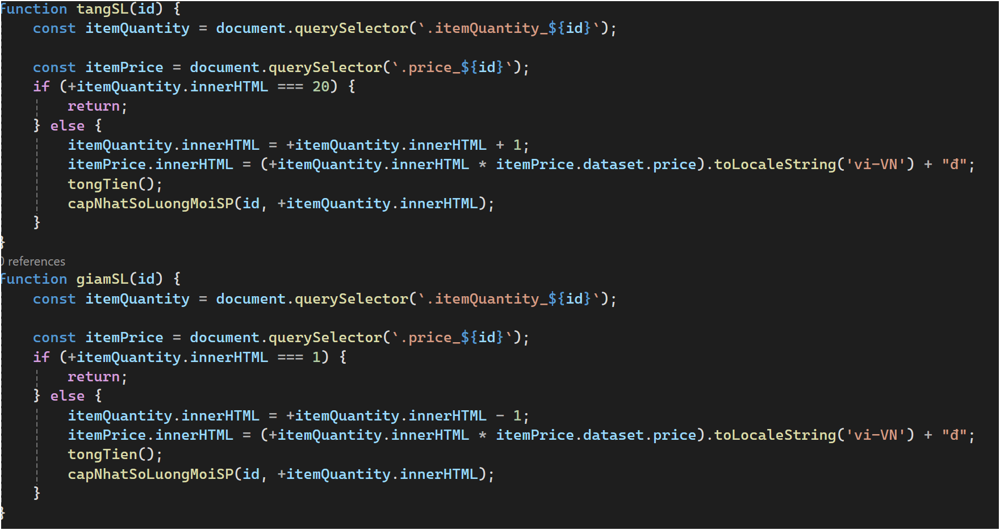 function tangSL(id) {
const itemQuantity = document.querySelector(`.itemQuantity_${id}`);
const itemPrice = document.querySelector(`.price_${id}`);
if (+itemQuantity.innerHTML === 20) {
return;
} else {
itemQuantity.innerHTML = +itemQuantity.innerHTML + 1;
itemPrice.innerHTML = (+itemQuantity.innerHTML * itemPrice.dataset.price).toLocaleString('vi-VN') + "đ";
tongTien();
capNhatSoLuongMoiSP(id, +itemQuantity.innerHTML);
}
}
0 references
function giamSL(id) {
const itemQuantity = document.querySelector(`.itemQuantity_${id}`);
const itemPrice = document.querySelector(`.price_${id}`);
if (+itemQuantity.innerHTML === 1) {
return;
} else {
itemQuantity.innerHTML = +itemQuantity.innerHTML - 1;
itemPrice.innerHTML = (+itemQuantity.innerHTML * itemPrice.dataset.price).toLocaleString('vi-VN') + "đ";
tongTien();
capNhatSoLuongMoiSP(id, +itemQuantity.innerHTML);
}
}